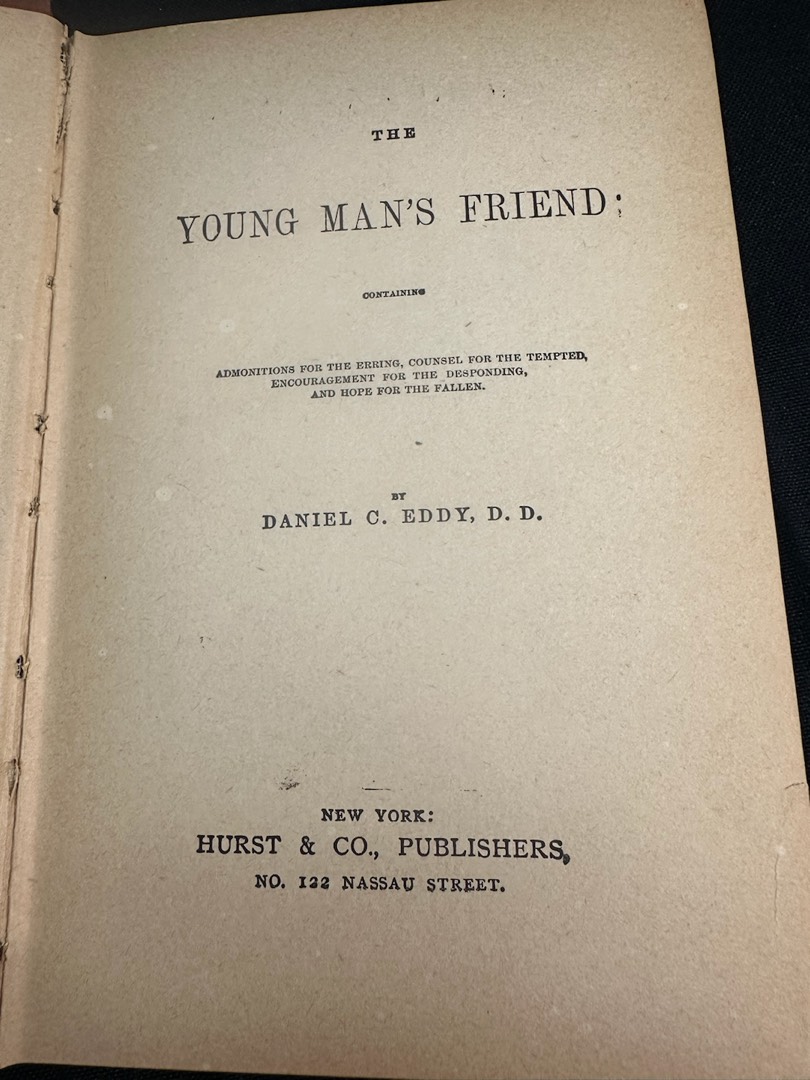 THE
YOUNG MAN'S FRIEND;
CONTAINING
ADMONITIONS FOR THE ERRING, COUNSEL FOR THE TEMPTED,
ENCOURAGEMENT FOR THE DESPONDING,
AND HOPE FOR THE FALLEN.
BY
DANIEL C. EDDY, D. D.
NEW YORK:
HURST & CO., PUBLISHERS,
NO. 122 NASSAU STREET.